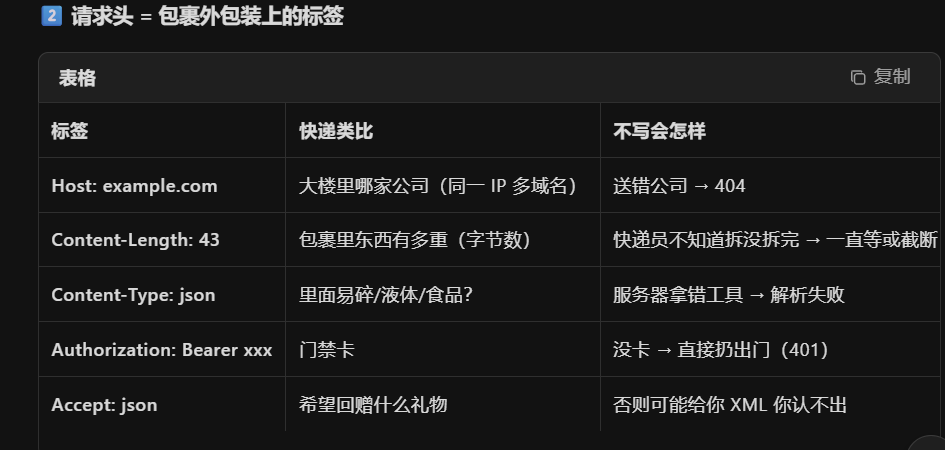 2 请求头 = 包裹外包装上的标签
表格 复制
标签 快递类比 不写会怎样
Host: example.com 大楼里哪家公司（同一 IP 多域名） 送错公司 → 404
Content-Length: 43 包裹里东西有多重（字节数） 快递员不知道拆没拆完 → 一直等或截断
Content-Type: json 里面易碎/液体/食品？ 服务器拿错工具 → 解析失败
Authorization: Bearer xxx 门禁卡 没卡 → 直接扔出门（401）
Accept: json 希望回赠什么礼物 否则可能给你 XML 你认不出